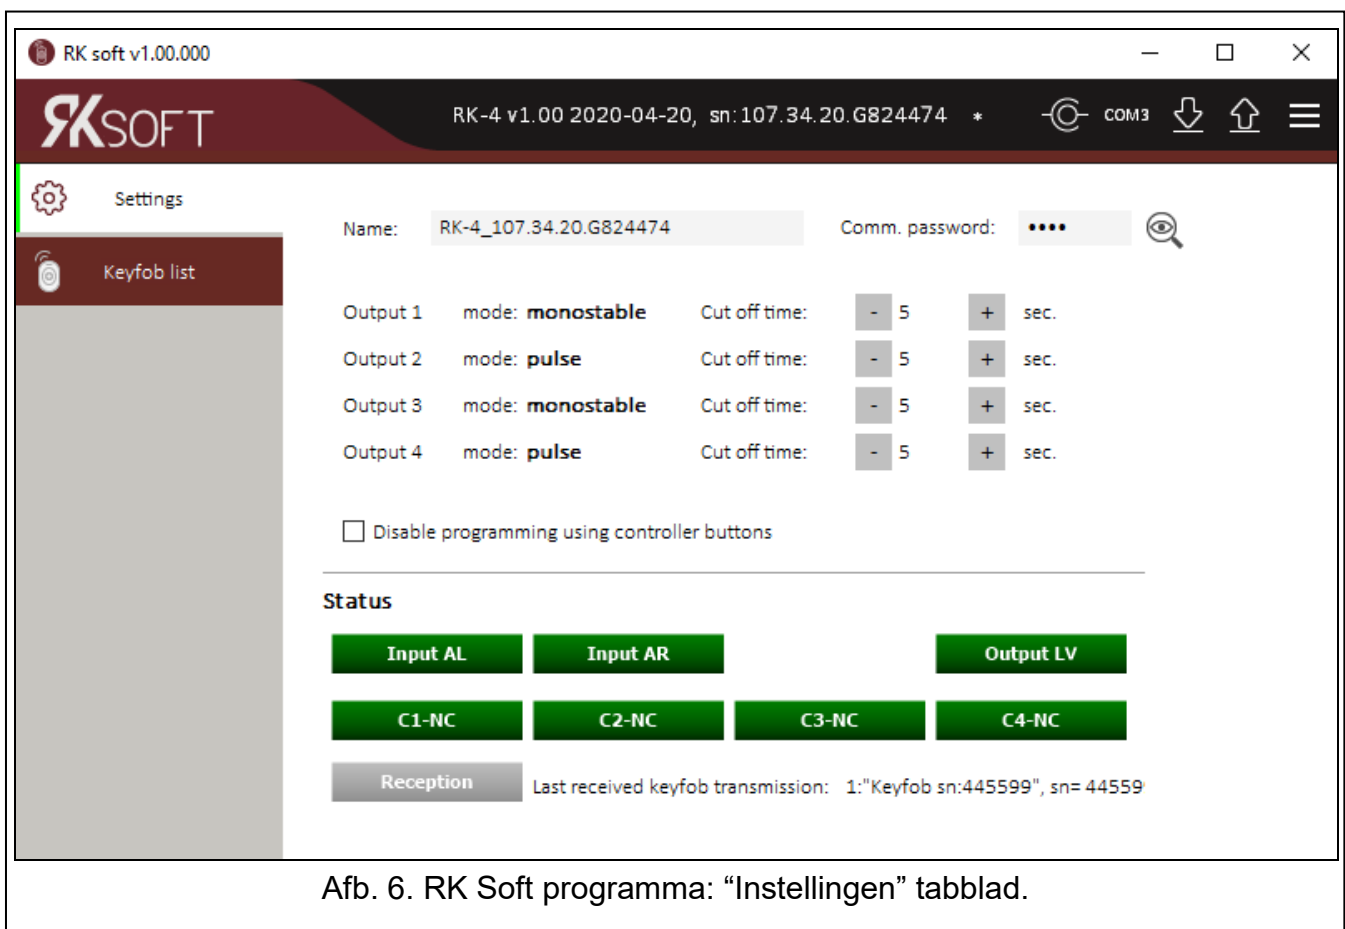 RK soft v1.00.000
RKSOFT
RK-4 v1.00 2020-04-20, sn:107.34.20.G824474 *
COM3
Settings
Keyfob list
Name: RK-4_107.34.20.G824474 Comm. password: ••••
Output 1 mode: monostable Cut off time: - 5 + sec.
Output 2 mode: pulse Cut off time: - 5 + sec.
Output 3 mode: monostable Cut off time: - 5 + sec.
Output 4 mode: pulse Cut off time: - 5 + sec.
Disable programming using controller buttons
Status
Input AL Input AR Output LV
C1-NC C2-NC C3-NC C4-NC
Reception Last received keyfob transmission: 1:"Keyfob sn:445599", sn= 44559
Afb. 6. RK Soft programma: “Instellingen” tabblad.